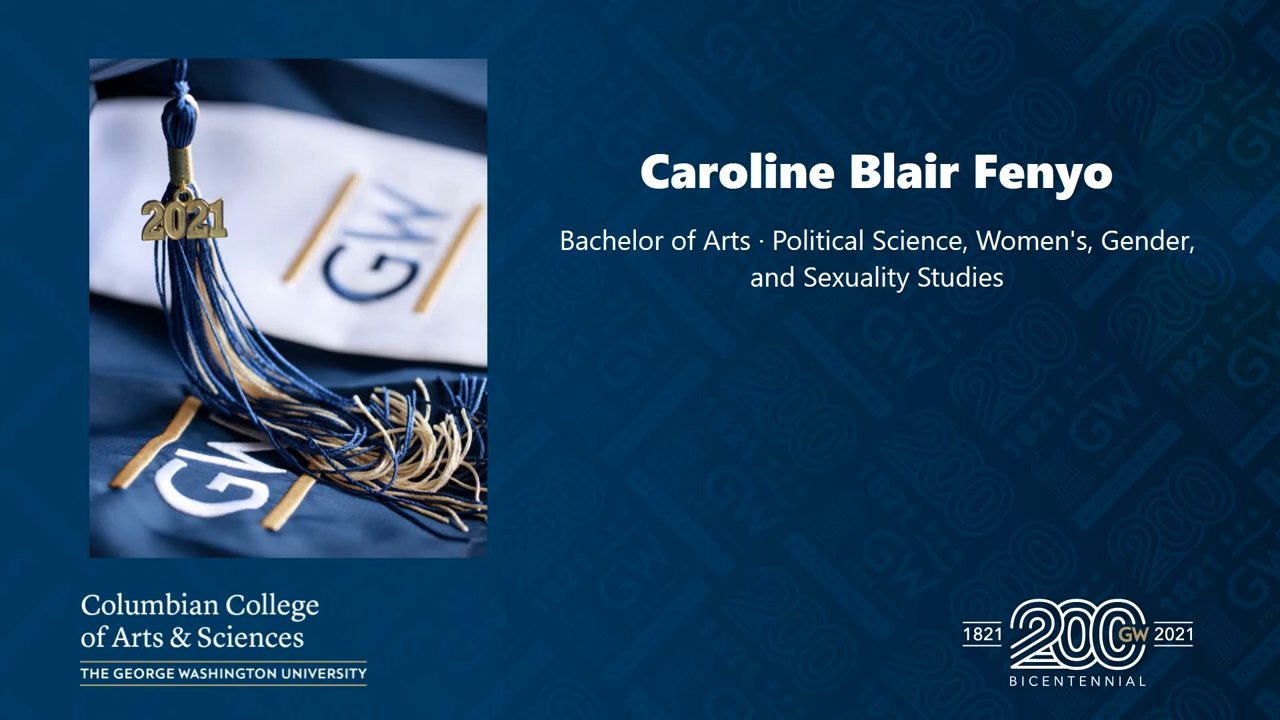 2021
GW
GW
Caroline Blair Fenyo
Bachelor of Arts · Political Science, Women's, Gender,
and Sexuality Studies
Columbian College
of Arts & Sciences
THE GEORGE WASHINGTON UNIVERSITY
1821 200 GW 2021
BICENTENNIAL